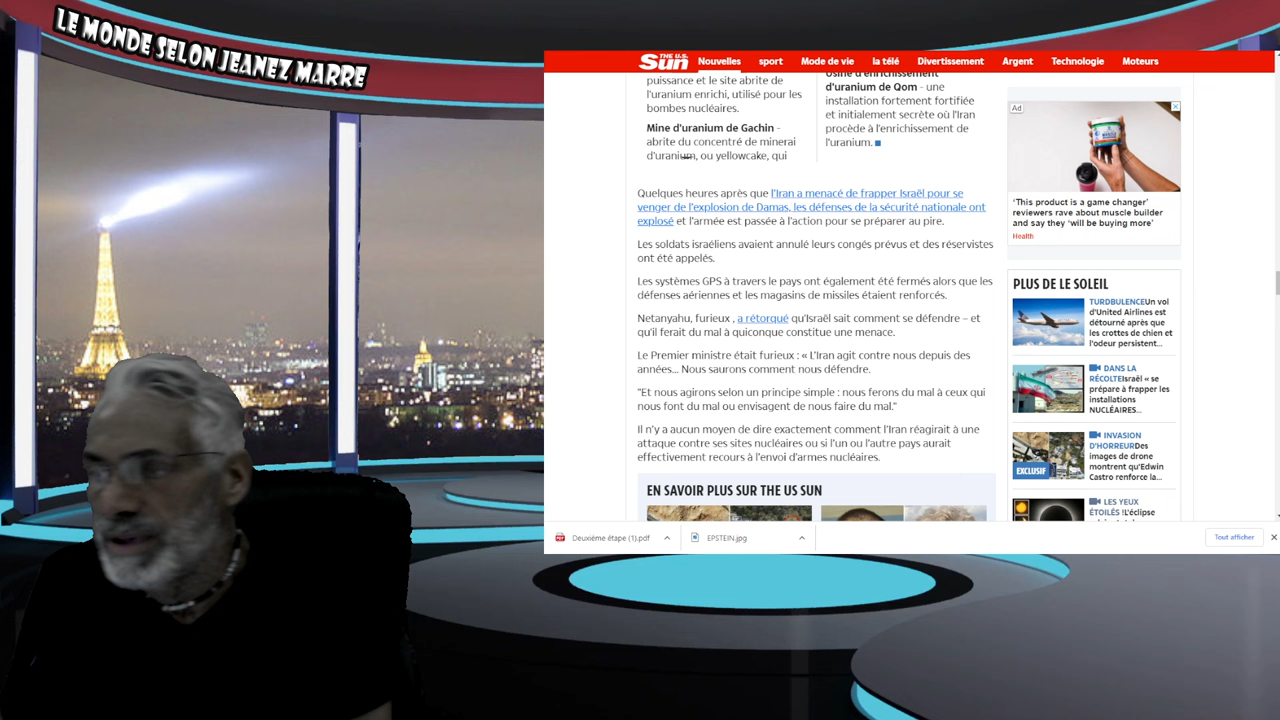 LE MONDE SELON JEANEZ MARRE
THE U.S. Sun
Nouvelles sport Mode de vie la télé Divertissement Argent Technologie Moteurs
puissance et le site abrite de
l'uranium enrichi, utilisé pour les
bombes nucléaires.
Mine d'uranium de Gachin -
abrite du concentré de minerai
d'uranium, ou yellowcake, qui
Usine d'enrichissement
d'uranium de Qom - une
installation fortement fortifiée
et initialement secrète où l'Iran
procède à l'enrichissement de
l'uranium.
Quelques heures après que l'Iran a menacé de frapper Israël pour se
venger de l'explosion de Damas, les défenses de la sécurité nationale ont
explosé et l'armée est passée à l'action pour se préparer au pire.
Les soldats israéliens avaient annulé leurs congés prévus et des réservistes
ont été appelés.
Les systèmes GPS à travers le pays ont également été fermés alors que les
défenses aériennes et les magasins de missiles étaient renforcés.
Netanyahu, furieux , a rétorqué qu'Israël sait comment se défendre – et
qu'il ferait du mal à quiconque constitue une menace.
Le Premier ministre était furieux : « L'Iran agit contre nous depuis des
années... Nous saurons comment nous défendre.
"Et nous agirons selon un principe simple : nous ferons du mal à ceux qui
nous font du mal ou envisagent de nous faire du mal."
Il n'y a aucun moyen de dire exactement comment l'Iran réagirait à une
attaque contre ses sites nucléaires ou si l'un ou l'autre pays aurait
effectivement recours à l'envoi d'armes nucléaires.
EN SAVOIR PLUS SUR THE US SUN
Ad
'This product is a game changer'
reviewers rave about muscle builder
and say they 'will be buying more'
Health
PLUS DE LE SOLEIL
TURDBULENCEUn vol
d'United Airlines est
détourné après que
les crottes de chien et
l'odeur persistent...
DANS LA
RÉCOLTEIsraël « se
prépare à frapper les
installations
NUCLÉAIRES...
EXCLUSIF
INVASION
D'HORREURDes
images de drone
montrent qu'Edwin
Castro renforce la...
LES YEUX
ÉTOILÉS !L'éclipse
Deuxième étape (1).pdf
EPSTEIN.jpg
Tout afficher